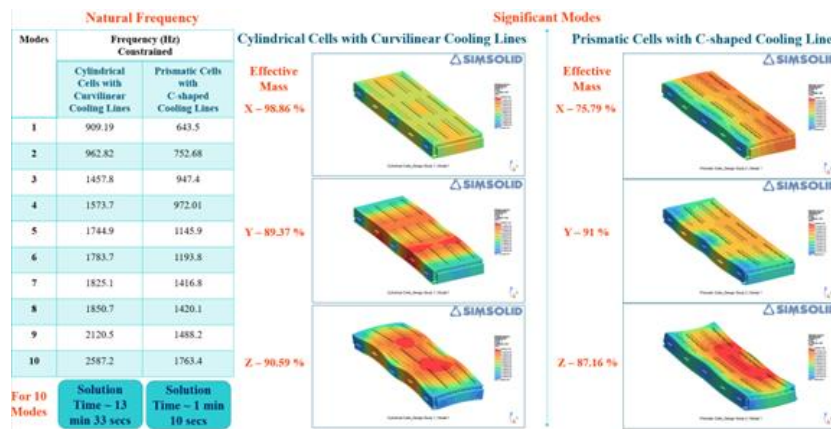 Natural Frequency
Significant Modes
Modes
Frequency (Hz)
Constrained
Cylindrical
Cells with
Curvilinear
Cooling Lines
Prismatic Cells
with
C-shaped
Cooling Lines
1 909.19 643.5
2 962.82 752.68
3 1457.8 947.4
4 1573.7 972.01
5 1744.9 1145.9
6 1783.7 1193.8
7 1825.1 1416.8
8 1850.7 1420.1
9 2120.5 1488.2
10 2587.2 1763.4
For 10
Modes
Solution
Time ~ 13
min 33 secs
Solution
Time ~ 1 min
10 secs
Cylindrical Cells with Curvilinear Cooling Lines
Prismatic Cells with C-shaped Cooling Line
Effective
Mass
X – 98.86 %
SIMSOLID
Effective
Mass
X – 75.79 %
SIMSOLID
Y – 89.37 %
SIMSOLID
Y – 91 %
SIMSOLID
Z – 90.59 %
SIMSOLID
Z – 87.16 %
SIMSOLID